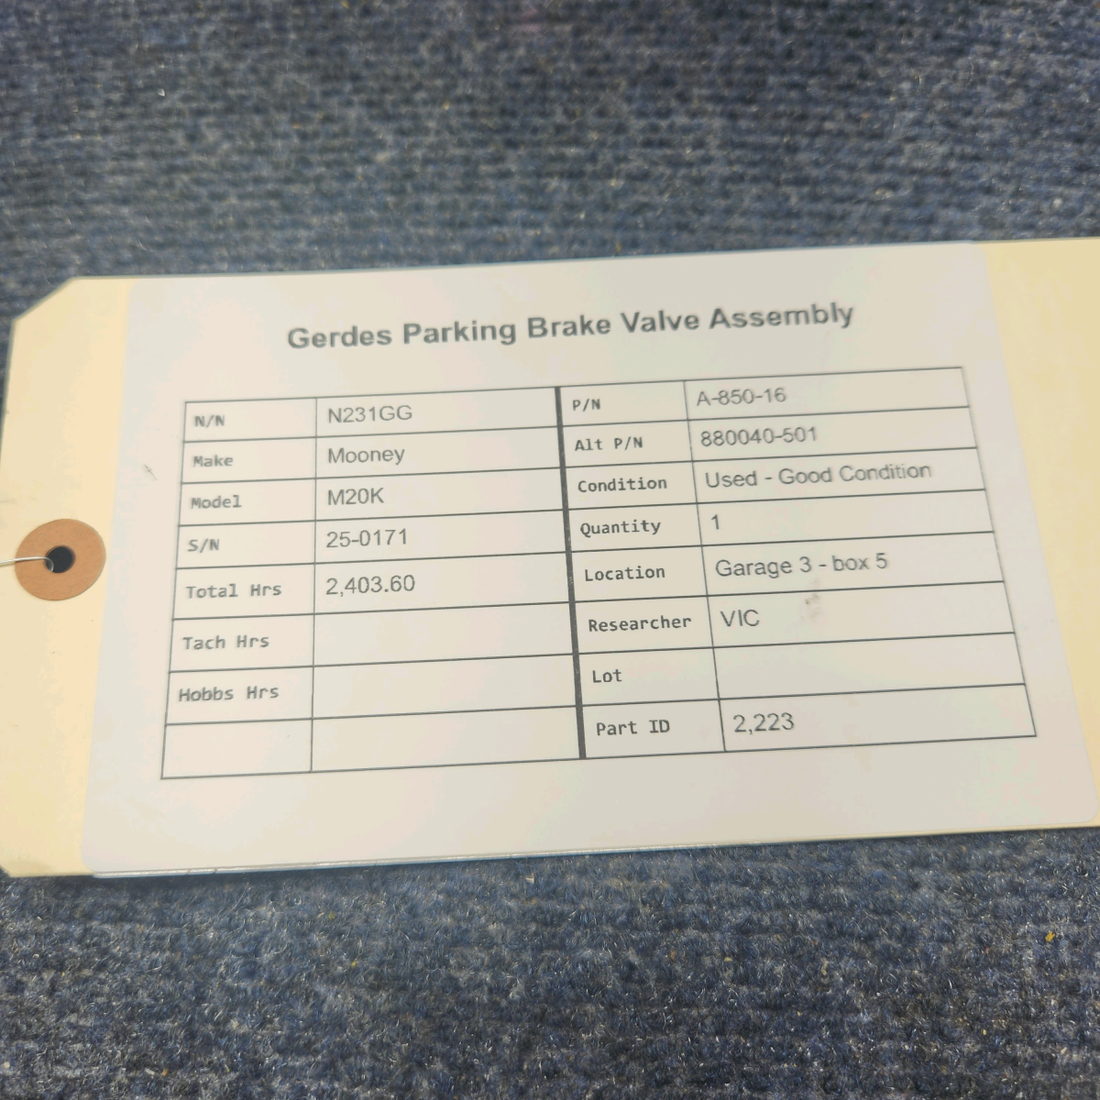 Gerdes Parking Brake Valve Assembly
N/N N231GG
Make Mooney
Model M20K
S/N 25-0171
Total Hrs 2,403.60
Tach Hrs
Hobbs Hrs
P/N A-850-16
Alt P/N 880040-501
Condition Used - Good Condition
Quantity 1
Location Garage 3 - box 5
Researcher VIC
Lot
Part ID 2,223